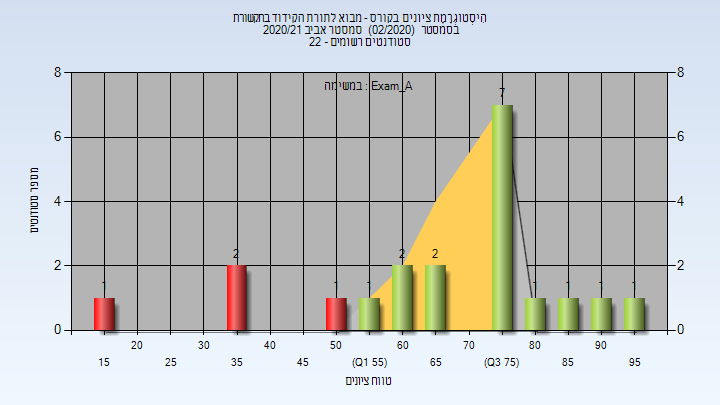 היסטוגרמת ציונים בקורס - מבוא לתורת הקידוד בתקשורת
בסמסטר (02/2020) סמסטר אביב 2020/21
סטודנטים רשומים - 22
במשימה : Exam_A
מספר סטודנטים
8 8
6 6
4 4
2 2
0 0
1 2 1 1 2 2 7 1 1 1 1
20 30 40 50 60 70 80 90
15 25 35 45 (Q1 55) 65 (Q3 75) 85 95
טווח ציונים